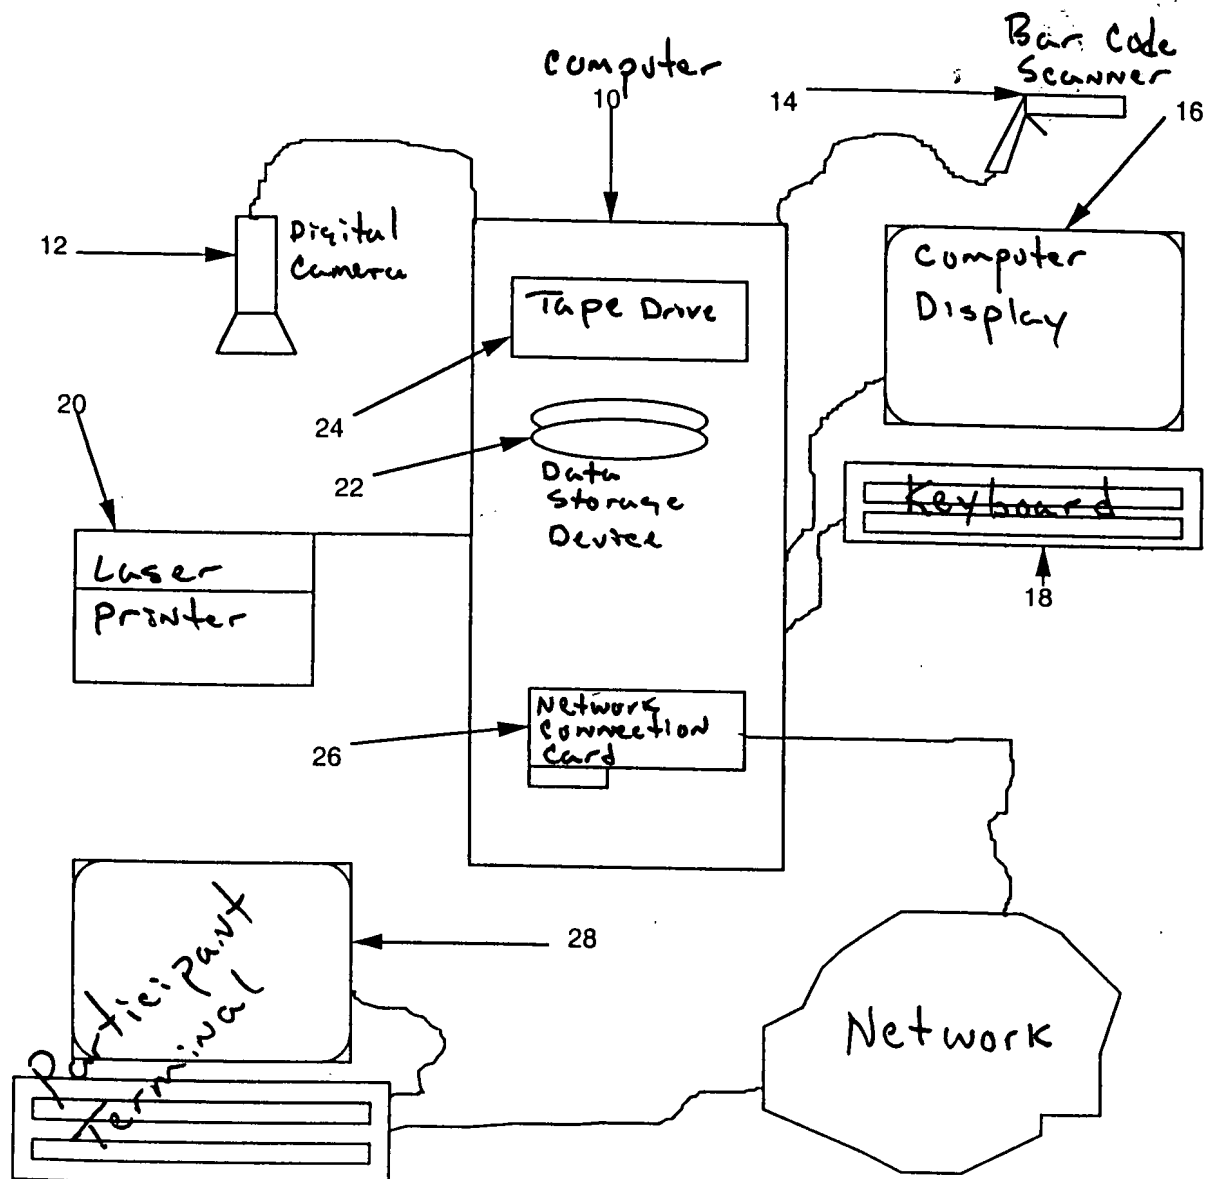 Bar Code
Scanner
Computer
10
14
16
12
Digital
Camera
Computer
Display
Tape Drive
24
20
22
Data
Storage
Device
Keyboard
18
Laser
Printer
Network
Connection
Card
26
28
Participant
Terminal
Network